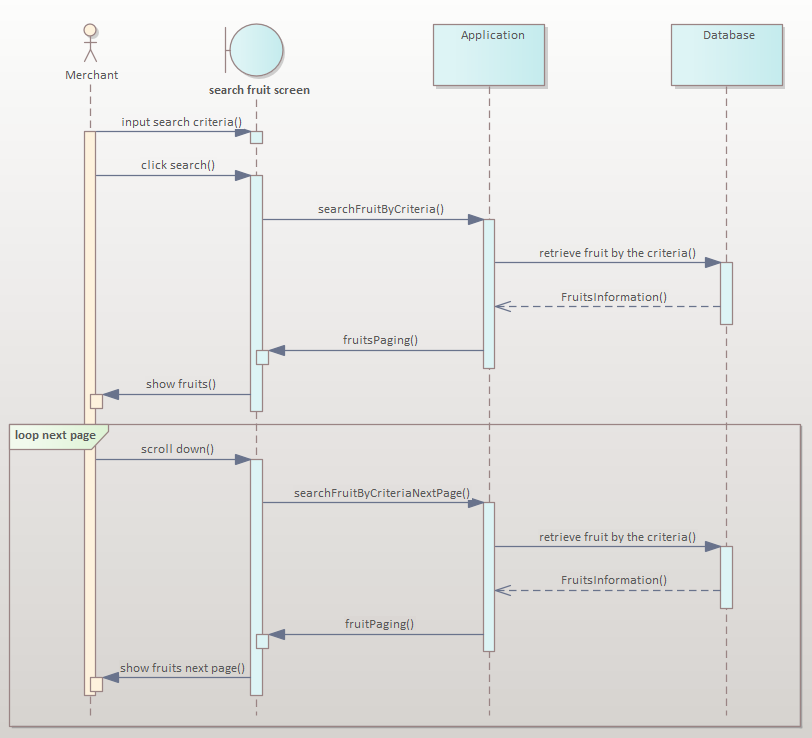 Merchant
search fruit screen
Application
Database
input search criteria()
click search()
searchFruitByCriteria()
retrieve fruit by the criteria()
FruitsInformation()
fruitsPaging()
show fruits()
loop next page
scroll down()
searchFruitByCriteriaNextPage()
retrieve fruit by the criteria()
FruitsInformation()
fruitPaging()
show fruits next page()